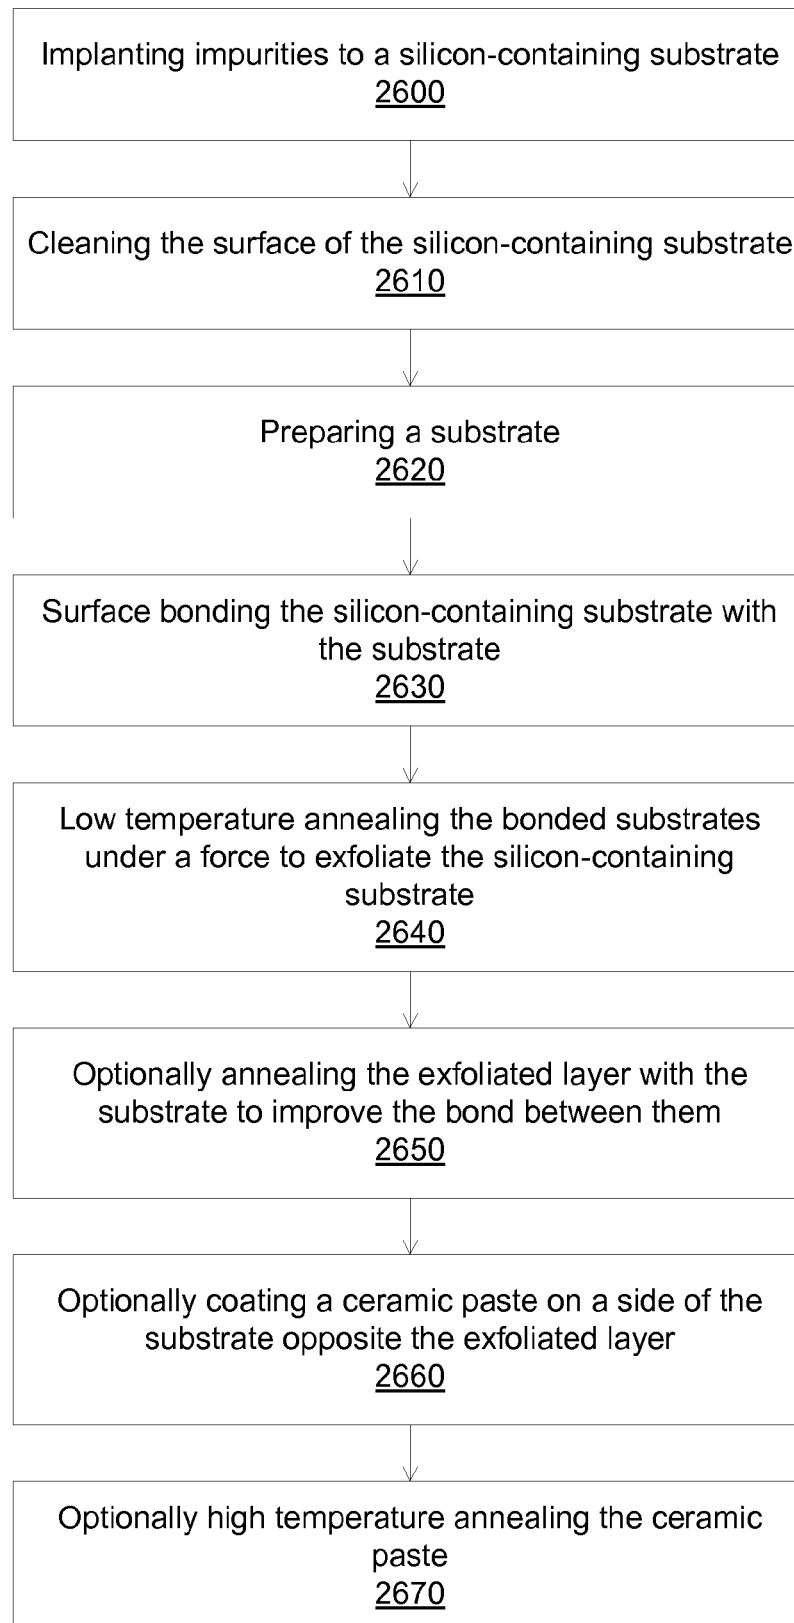 Implanting impurities to a silicon-containing substrate
2600
Cleaning the surface of the silicon-containing substrate
2610
Preparing a substrate
2620
Surface bonding the silicon-containing substrate with
the substrate
2630
Low temperature annealing the bonded substrates
under a force to exfoliate the silicon-containing
substrate
2640
Optionally annealing the exfoliated layer with the
substrate to improve the bond between them
2650
Optionally coating a ceramic paste on a side of the
substrate opposite the exfoliated layer
2660
Optionally high temperature annealing the ceramic
paste
2670